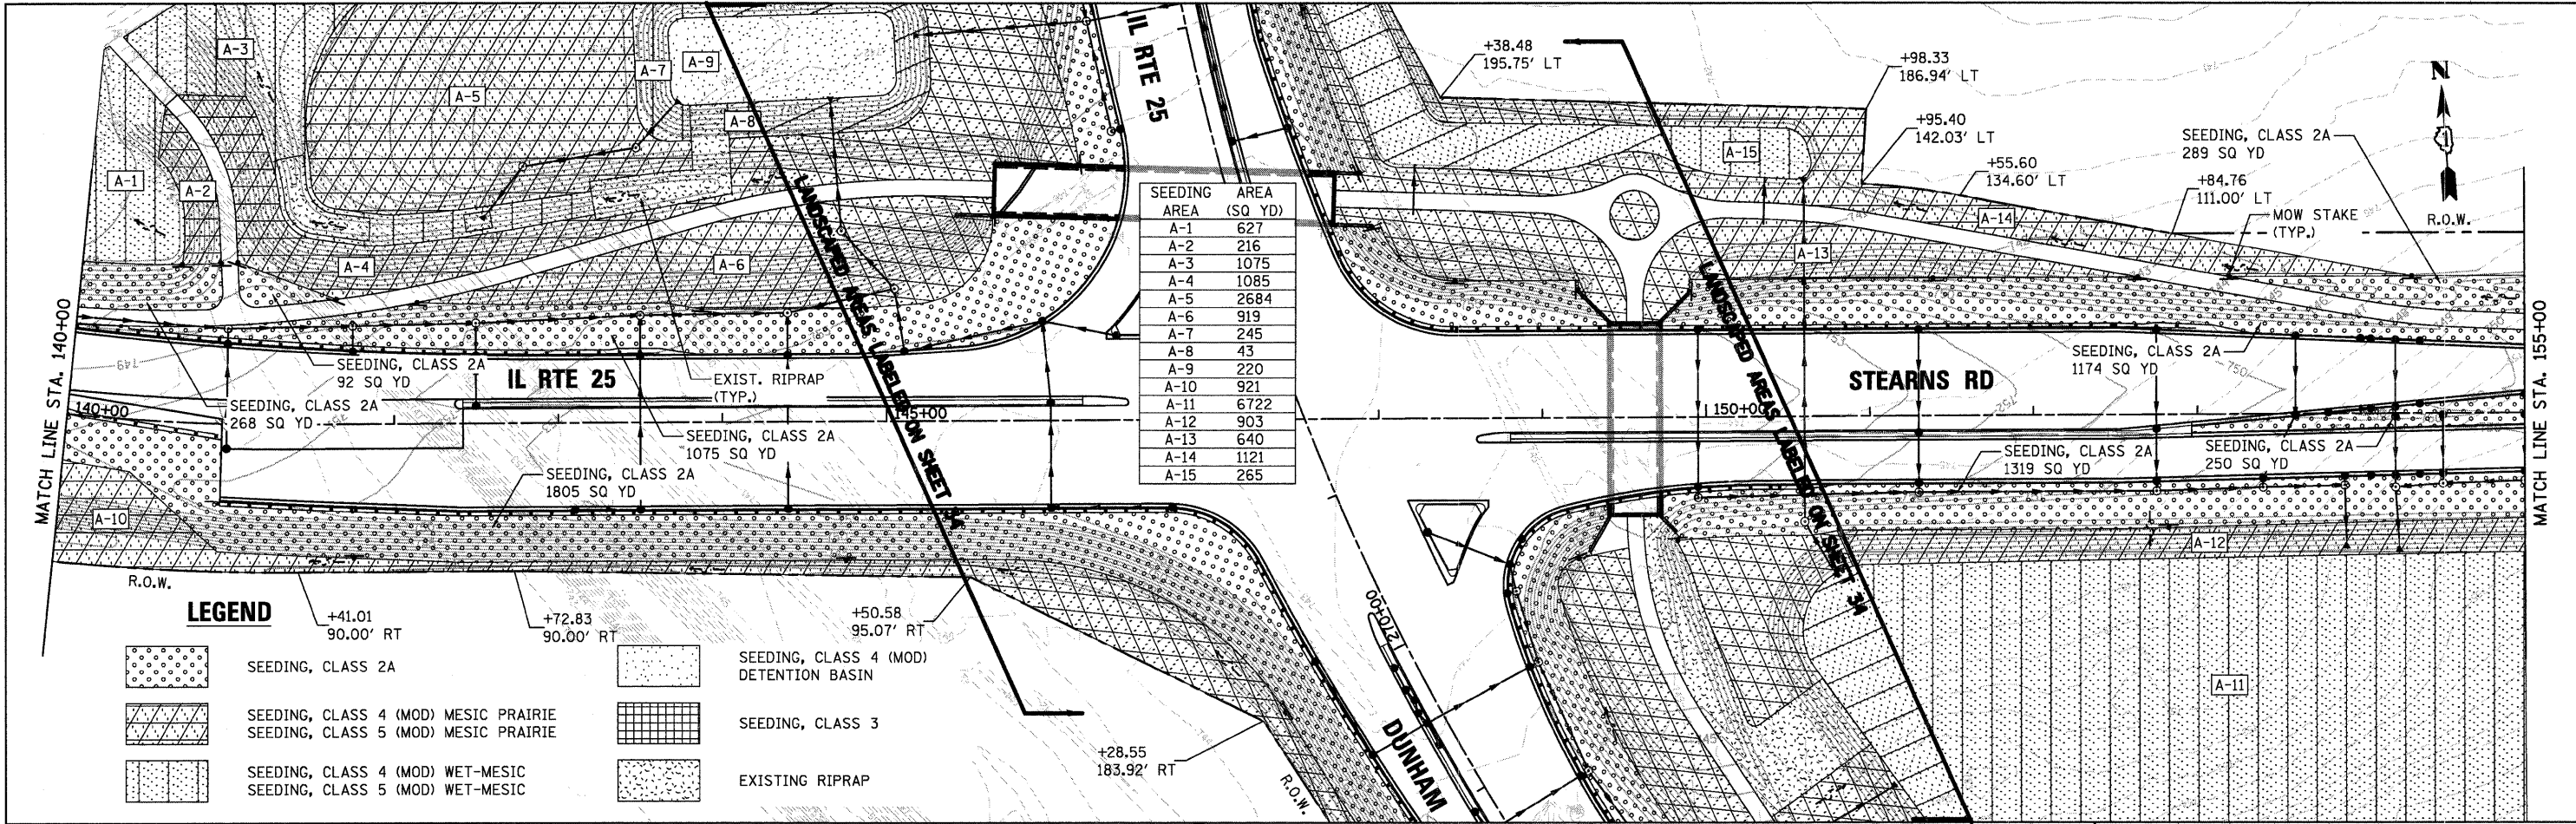 A-3
A-7
A-9
A-5
A-8
A-1
A-2
A-4
A-6
IL RTE 25
+38.48
195.75' LT
+98.33
186.94' LT
+95.40
142.03' LT
+55.60
134.60' LT
+84.76
111.00' LT
SEEDING, CLASS 2A
289 SQ YD
MOW STAKE
(TYP.)
N
R.O.W.
A-15
A-14
A-13
SEEDING AREA
AREA (SQ YD)
A-1 627
A-2 216
A-3 1075
A-4 1085
A-5 2684
A-6 919
A-7 245
A-8 43
A-9 220
A-10 921
A-11 6722
A-12 903
A-13 640
A-14 1121
A-15 265
LANDSCAPED AREAS LABELED ON SHEET 34
LANDSCAPED AREAS LABELED ON SHEET 34
MATCH LINE STA. 140+00
MATCH LINE STA. 155+00
749
140+00
145+00
150+00
SEEDING, CLASS 2A
92 SQ YD
SEEDING, CLASS 2A
268 SQ YD
IL RTE 25
EXIST. RIPRAP
(TYP.)
SEEDING, CLASS 2A
1075 SQ YD
SEEDING, CLASS 2A
1805 SQ YD
STEARNS RD
SEEDING, CLASS 2A
1174 SQ YD
SEEDING, CLASS 2A
1319 SQ YD
SEEDING, CLASS 2A
250 SQ YD
753
752
750
A-10
A-12
A-11
R.O.W.
+41.01
90.00' RT
+72.83
90.00' RT
+50.58
95.07' RT
+28.55
183.92' RT
R.O.W.
210+00
DUNHAM
LEGEND
SEEDING, CLASS 2A
SEEDING, CLASS 4 (MOD) MESIC PRAIRIE
SEEDING, CLASS 5 (MOD) MESIC PRAIRIE
SEEDING, CLASS 4 (MOD) WET-MESIC
SEEDING, CLASS 5 (MOD) WET-MESIC
SEEDING, CLASS 4 (MOD)
DETENTION BASIN
SEEDING, CLASS 3
EXISTING RIPRAP